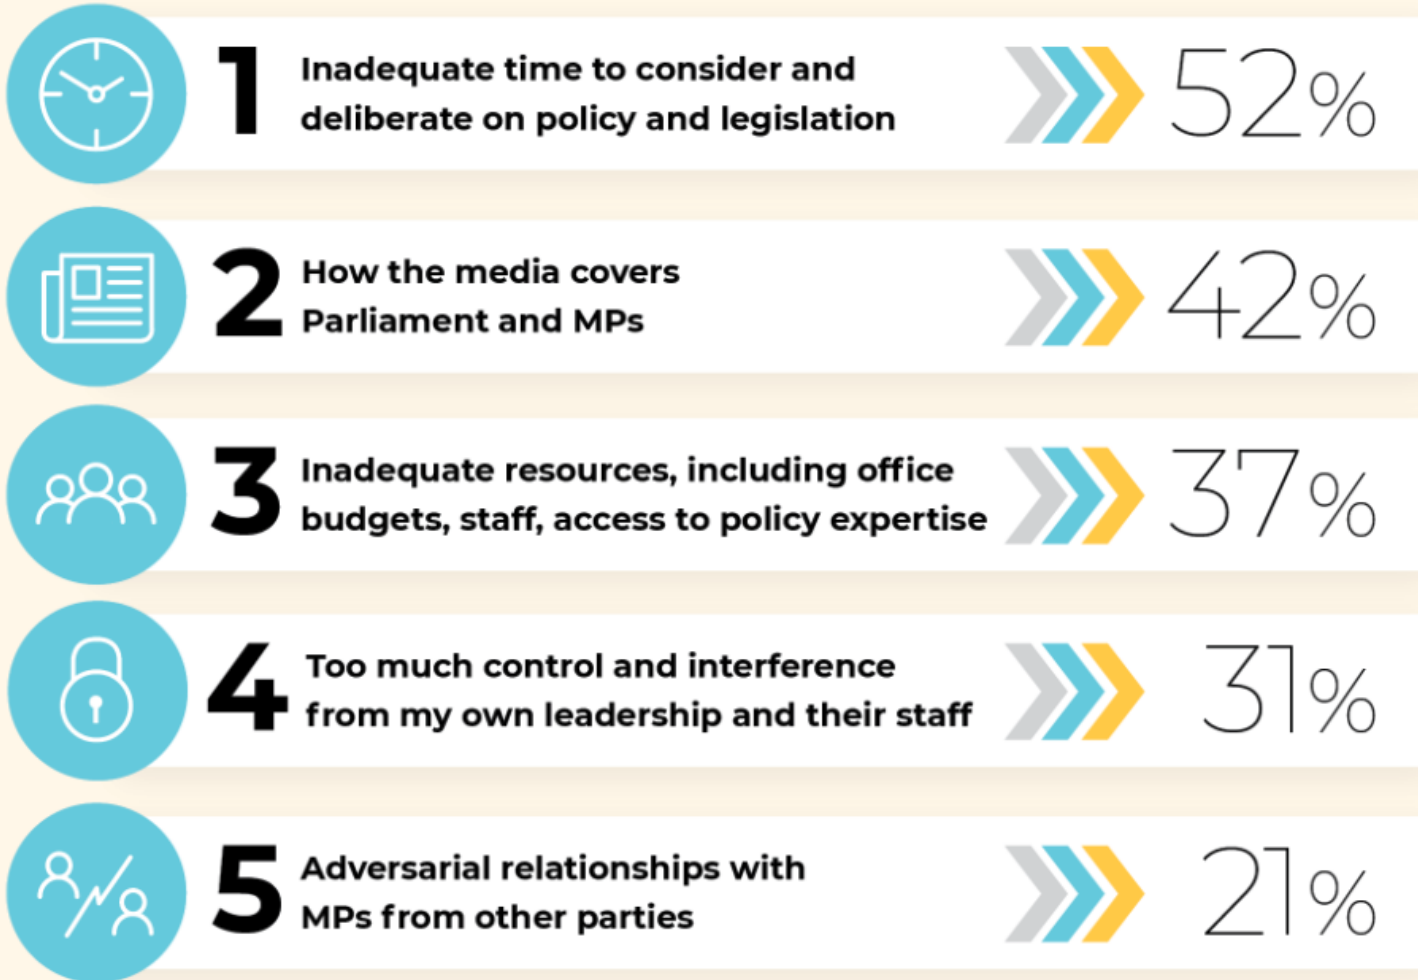 1
Inadequate time to consider and
deliberate on policy and legislation
52%
2
How the media covers
Parliament and MPs
42%
3
Inadequate resources, including office
budgets, staff, access to policy expertise
37%
4
Too much control and interference
from my own leadership and their staff
31%
5
Adversarial relationships with
MPs from other parties
21%